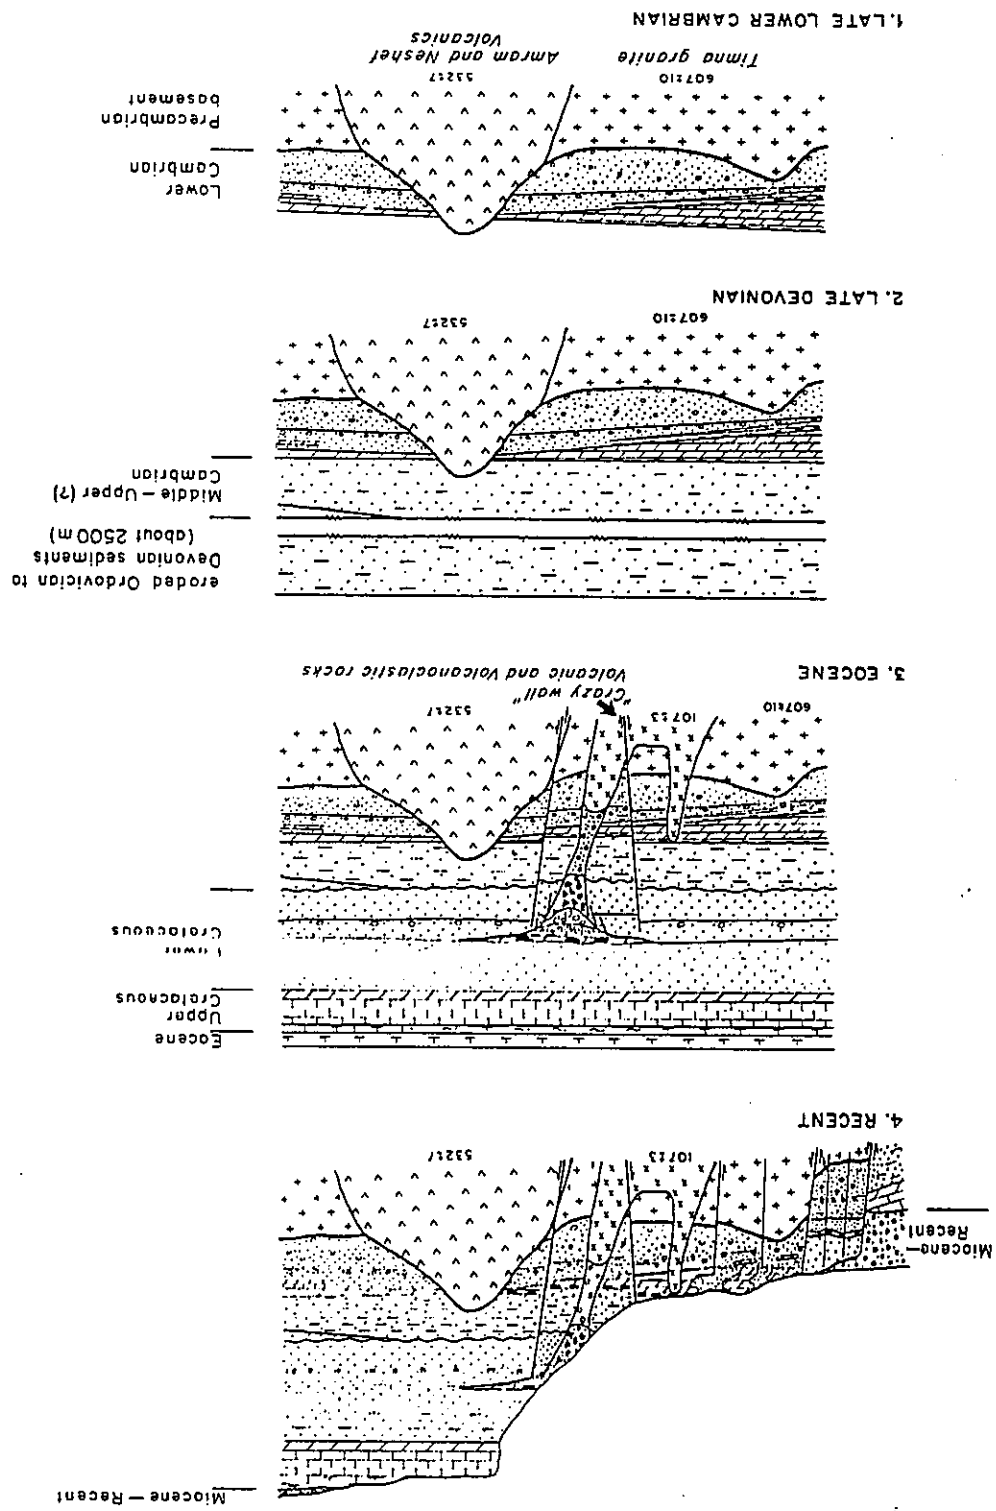 Miocene — Recent
Miocene —
Recent
107±3
532±7
4. RECENT
Eocene
Upper
Cretaceous
Lower
Cretaceous
607±10
107±3
532±7
"Crazy wall"
Volcanic and Volcanoclastic rocks
3. EOCENE
eroded Ordovician to
Devonian sediments
(about 2500 m)
Middle — Upper (?)
Cambrian
607±10
532±7
2. LATE DEVONIAN
Lower
Cambrian
Precambrian
basement
607±10
532±7
Timna granite
Amram and Neshef
Volcanics
1. LATE LOWER CAMBRIAN